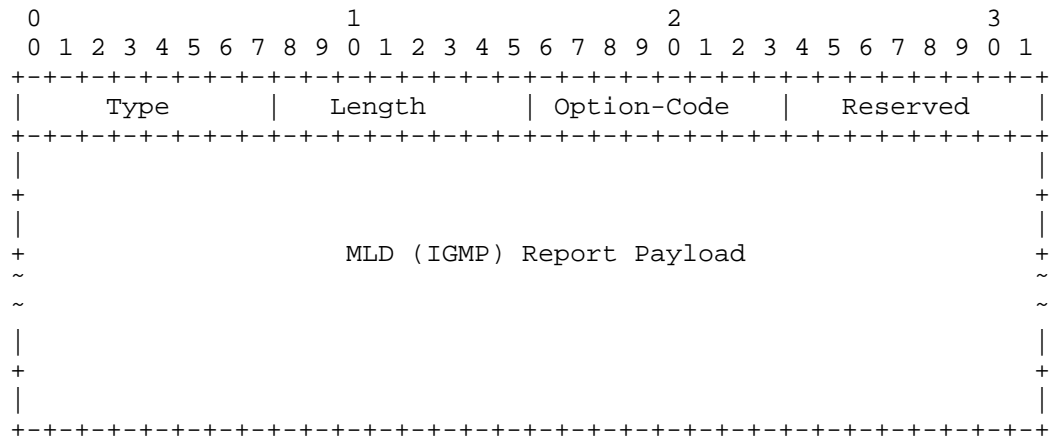 0                   1                   2                   3
 0 1 2 3 4 5 6 7 8 9 0 1 2 3 4 5 6 7 8 9 0 1 2 3 4 5 6 7 8 9 0 1
+-+-+-+-+-+-+-+-+-+-+-+-+-+-+-+-+-+-+-+-+-+-+-+-+-+-+-+-+-+-+-+-+
|     Type      |   Length      | Option-Code   |   Reserved    |
+-+-+-+-+-+-+-+-+-+-+-+-+-+-+-+-+-+-+-+-+-+-+-+-+-+-+-+-+-+-+-+-+
|                                                               |
+                                                               +
|                                                               |
+                    MLD (IGMP) Report Payload                  +
~                                                               ~
~                                                               ~
|                                                               |
+                                                               +
|                                                               |
+-+-+-+-+-+-+-+-+-+-+-+-+-+-+-+-+-+-+-+-+-+-+-+-+-+-+-+-+-+-+-+-+